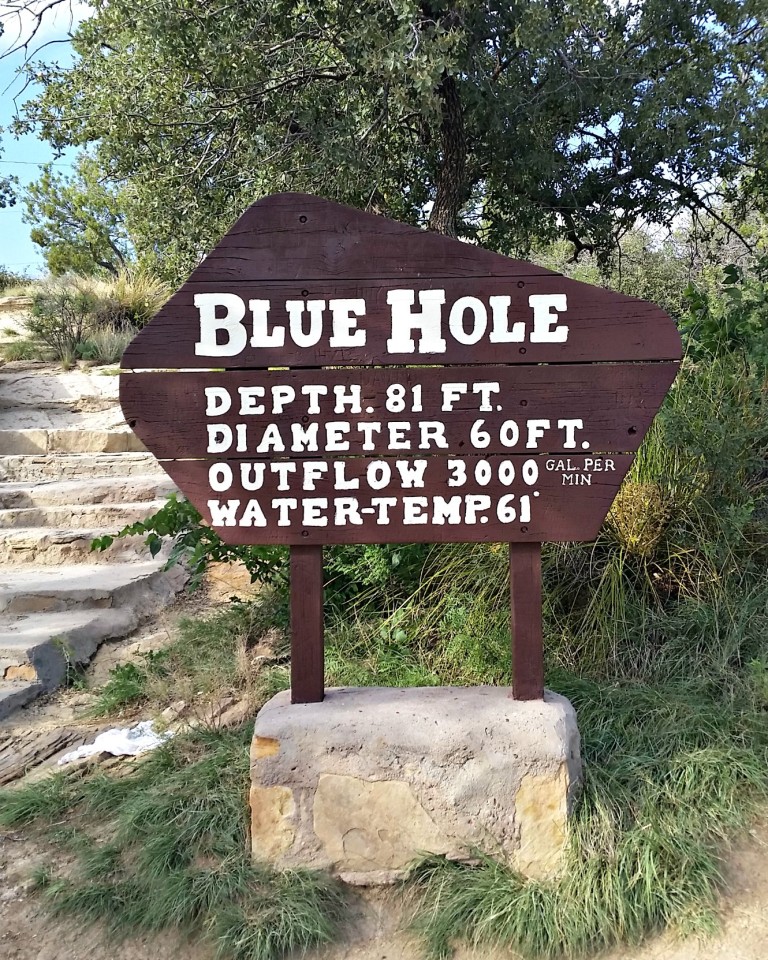 BLUE HOLE
DEPTH. 81 FT.
DIAMETER 60FT.
OUTFLOW 3000 GAL. PER MIN
WATER-TEMP. 61°